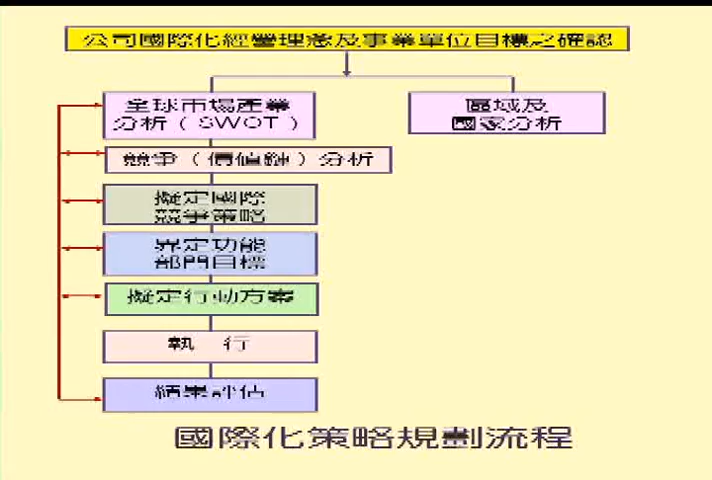 公司國際化經營理念及事業單位目標之確認
全球市場產業
分析（SWOT）
區域及
國家分析
競爭（價值鏈）分析
擬定國際
競爭策略
界定功能
部門目標
擬定行動方案
執 行
結果評估
國際化策略規劃流程